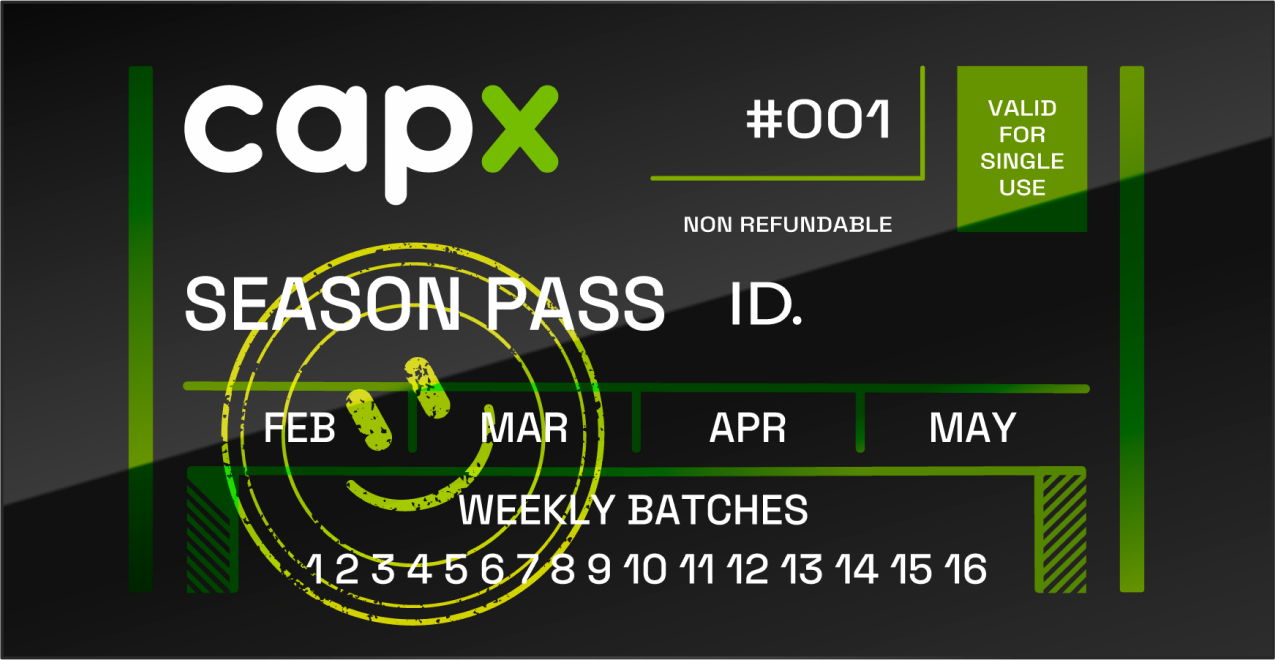 capx
#001
VALID
FOR
SINGLE
USE
NON REFUNDABLE
SEASON PASS
ID.
FEB
MAR
APR
MAY
WEEKLY BATCHES
1 2 3 4 5 6 7 8 9 10 11 12 13 14 15 16